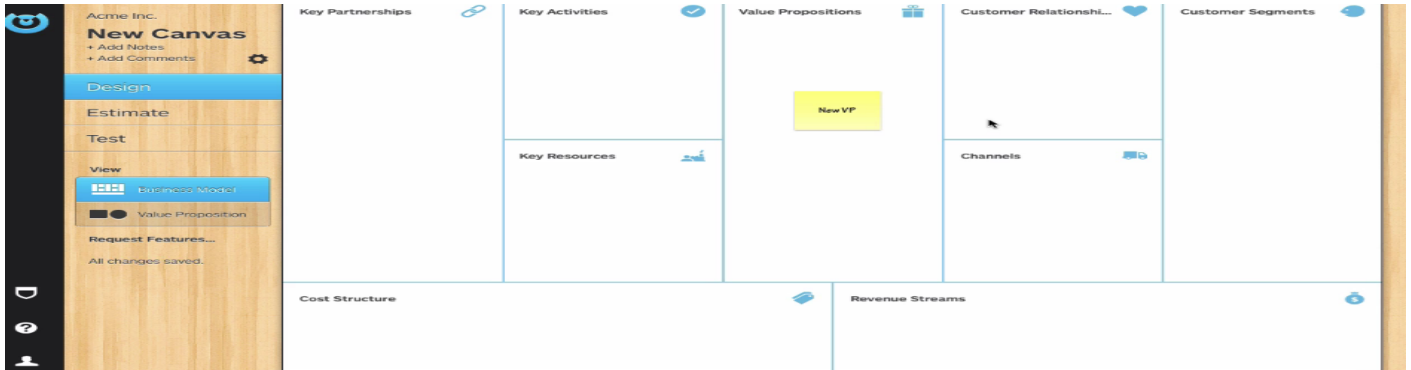 Acme Inc.
New Canvas
+ Add Notes
+ Add Comments
Design
Estimate
Test
View
Business Model
Value Proposition
Request Features...
All changes saved.
Key Partnerships
Key Activities
Value Propositions
Customer Relationshi...
Customer Segments
New VP
Key Resources
Channels
Cost Structure
Revenue Streams